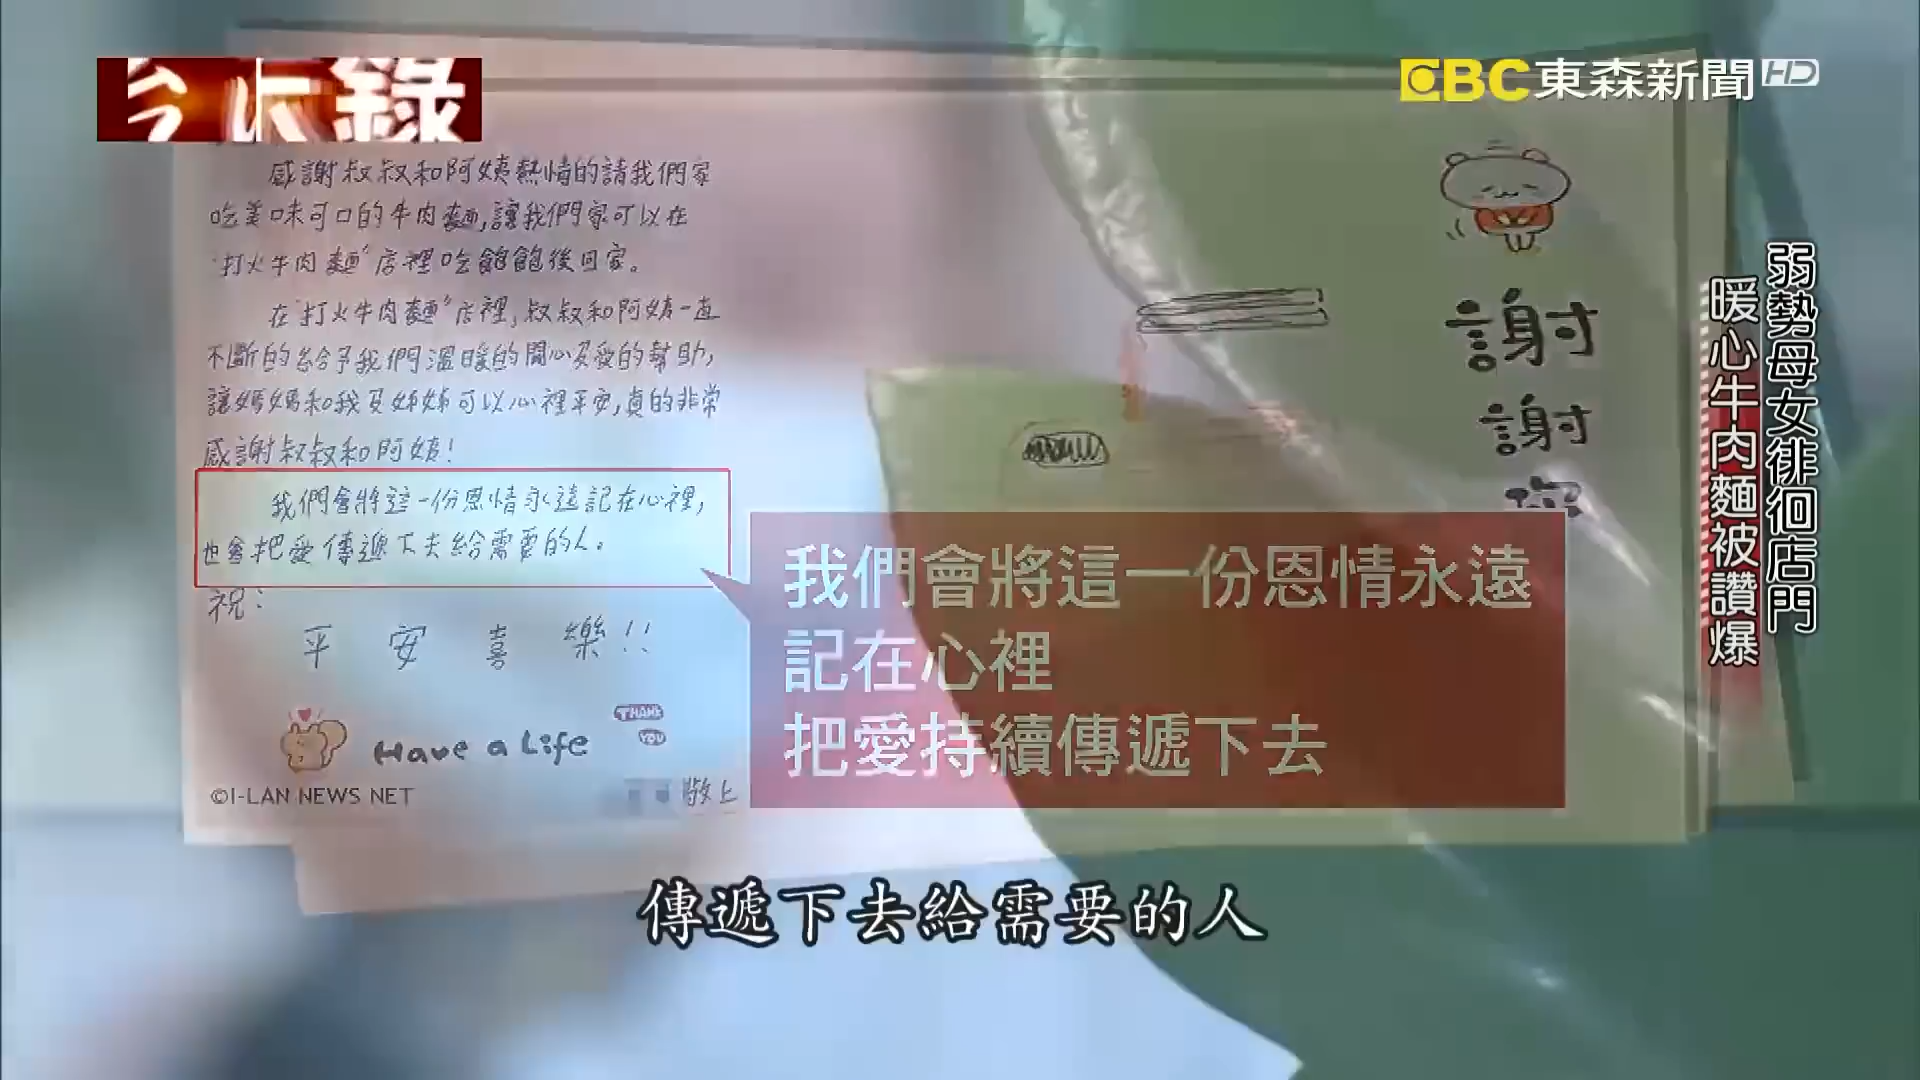 EBC東森新聞HD
錄
感謝叔叔和阿姨熱情的請我們家
吃美味可口的牛肉麵,讓我們家可以在
"打火牛肉麵"店裡吃飽飽後回家。
在"打火牛肉麵"店裡,叔叔和阿姨一直
不斷的給予我們溫暖的關心及愛的幫助,
讓媽媽和我及姊姊可以心裡平安,真的非常
感謝叔叔和阿姨!
我們會將這一份恩情永遠記在心裡,
也會把愛傳遞下去給需要的人。
祝:
平安喜樂!!
Have a Life
THANK
YOU
敬上
©I-LAN NEWS NET
謝
謝
我們會將這一份恩情永遠
記在心裡
把愛持續傳遞下去
弱勢母女徘徊店門
暖心牛肉麵被讚爆
傳遞下去給需要的人